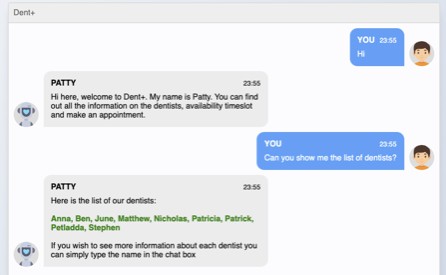 Dent+
YOU 23:55
Hi
PATTY 23:55
Hi here, welcome to Dent+. My name is Patty. You can find
out all the information on the dentists, availability timeslot
and make an appointment.
YOU 23:55
Can you show me the list of dentists?
PATTY 23:55
Here is the list of our dentists:
Anna, Ben, June, Matthew, Nicholas, Patricia, Patrick,
Petladda, Stephen
If you wish to see more information about each dentist you
can simply type the name in the chat box